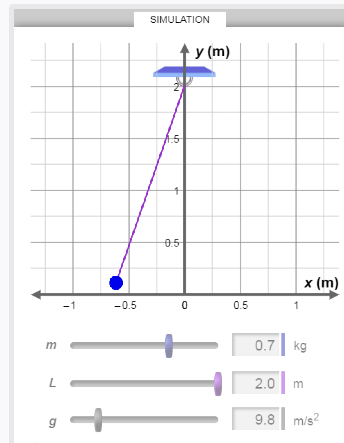 SIMULATION
y (m)
2
1.5
1
0.5
x (m)
−1 −0.5 0 0.5 1
m 0.7 kg
L 2.0 m
g 9.8 m/s²